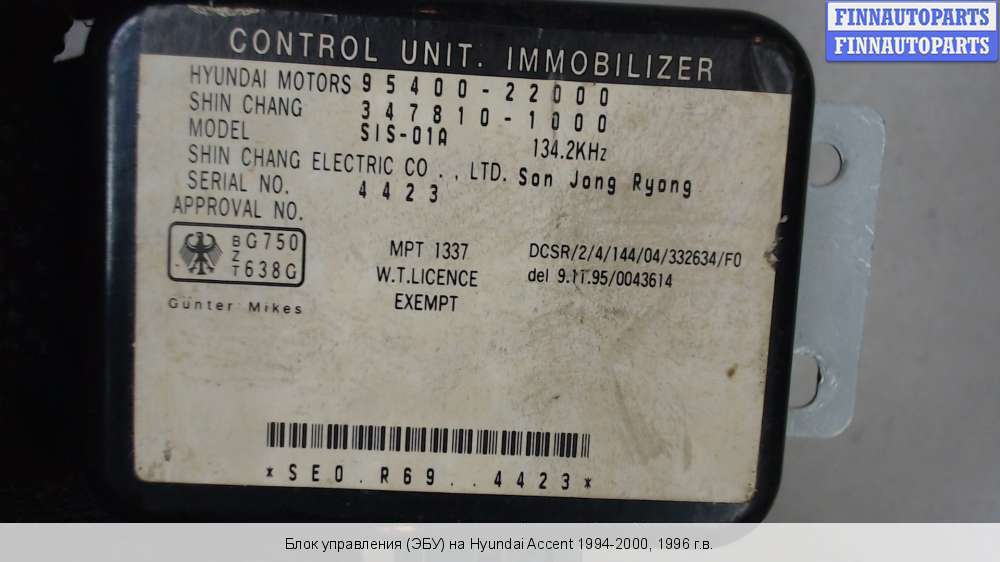 FINNAUTOPARTS
FINNAUTOPARTS
CONTROL UNIT. IMMOBILIZER
HYUNDAI MOTORS 95400-22000
SHIN CHANG 347810-1000
MODEL SIS-01A 134.2KHz
SHIN CHANG ELECTRIC CO., LTD. Son Jong Ryong
SERIAL NO. 4423
APPROVAL NO.
BZT G750 638G
Günter Mikes
MPT 1337
W.T.LICENCE
EXEMPT
DCSR/2/4/144/04/332634/F0
del 9.11.95/0043614
*SE0.R69..4423*
Блок управления (ЭБУ) на Hyundai Accent 1994-2000, 1996 г.в.